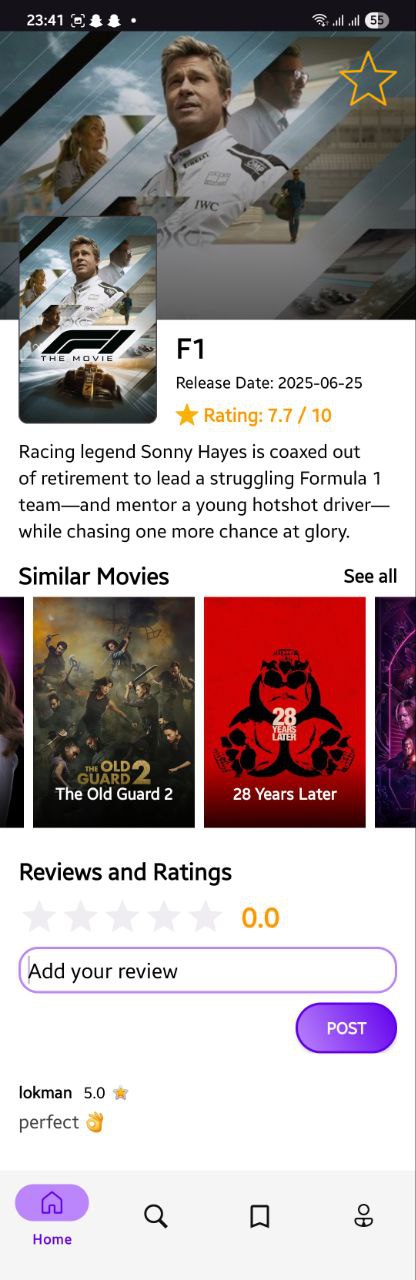 23:41
55
IWC
F1
THE MOVIE
F1
Release Date: 2025-06-25
Rating: 7.7 / 10
Racing legend Sonny Hayes is coaxed out
of retirement to lead a struggling Formula 1
team—and mentor a young hotshot driver—
while chasing one more chance at glory.
Similar Movies
See all
THE OLD
GUARD 2
The Old Guard 2
28
YEARS
LATER
28 Years Later
Reviews and Ratings
0.0
Add your review
POST
lokman 5.0
perfect 👌
Home